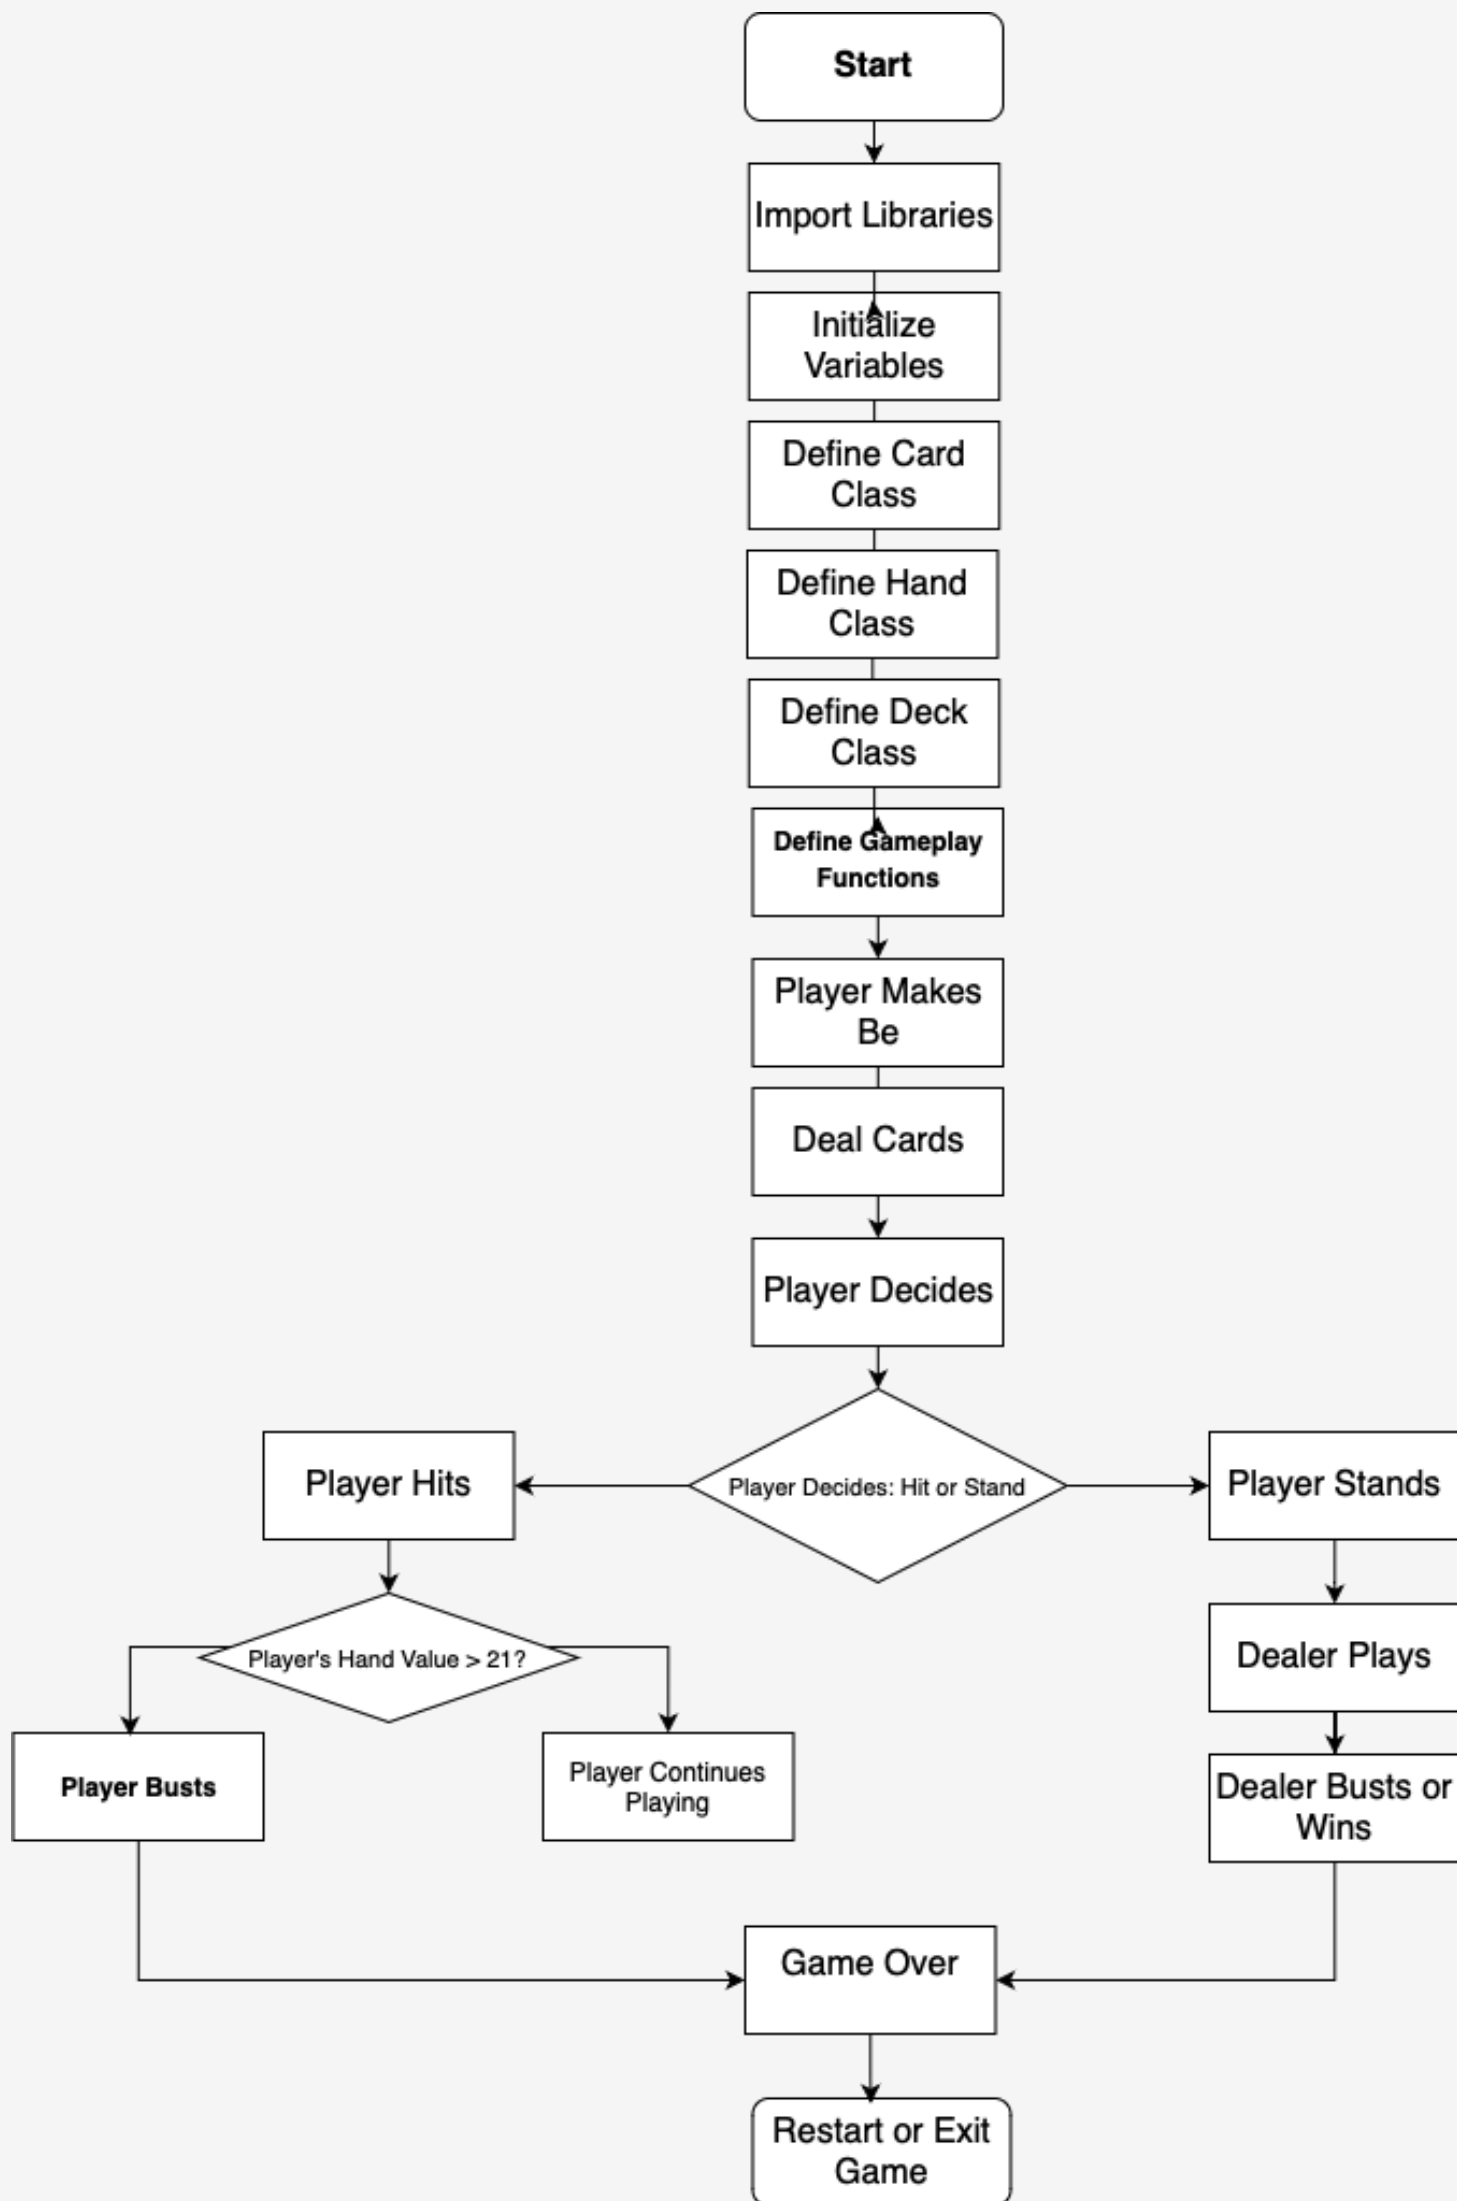 Start
Import Libraries
Initialize
Variables
Define Card
Class
Define Hand
Class
Define Deck
Class
Define Gameplay
Functions
Player Makes
Be
Deal Cards
Player Decides
Player Decides: Hit or Stand
Player Hits
Player Stands
Player's Hand Value > 21?
Dealer Plays
Player Busts
Player Continues
Playing
Dealer Busts or
Wins
Game Over
Restart or Exit
Game